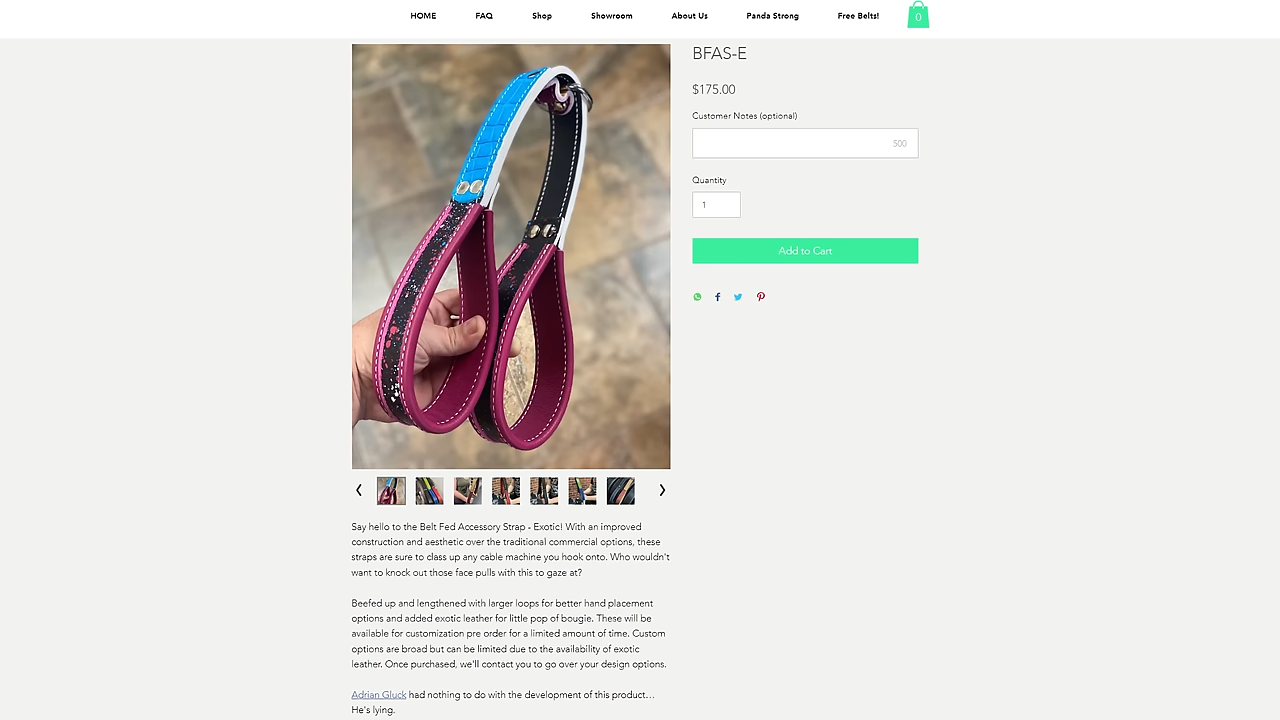 HOME
FAQ
Shop
Showroom
About Us
Panda Strong
Free Belts!
0
BFAS-E
$175.00
Customer Notes (optional)
500
Quantity
1
Add to Cart
Say hello to the Belt Fed Accessory Strap - Exotic! With an improved
construction and aesthetic over the traditional commercial options, these
straps are sure to class up any cable machine you hook onto. Who wouldn't
want to knock out those face pulls with this to gaze at?
Beefed up and lengthened with larger loops for better hand placement
options and added exotic leather for little pop of bougie. These will be
available for customization pre order for a limited amount of time. Custom
options are broad but can be limited due to the availability of exotic
leather. Once purchased, we'll contact you to go over your design options.
Adrian Gluck had nothing to do with the development of this product…
He's lying.